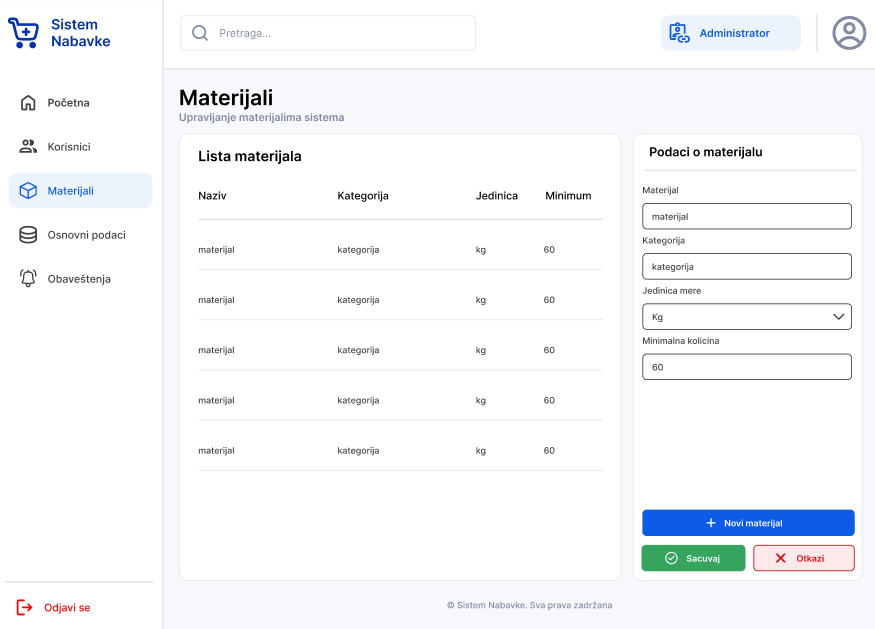 Sistem
Nabavke
Pretraga...
Administrator
Početna
Korisnici
Materijali
Osnovni podaci
Obaveštenja
Odjavi se
Materijali
Upravljanje materijalima sistema
Lista materijala
Naziv Kategorija Jedinica Minimum
materijal kategorija kg 60
materijal kategorija kg 60
materijal kategorija kg 60
materijal kategorija kg 60
materijal kategorija kg 60
Podaci o materijalu
Materijal
materijal
Kategorija
kategorija
Jedinica mere
Kg
Minimalna kolicina
60
Novi materijal
Sacuvaj Otkazi
© Sistem Nabavke. Sva prava zadržana